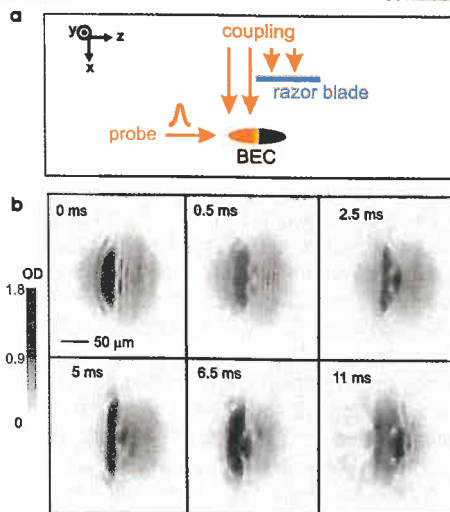 a
y
z
x
coupling
razor blade
probe
BEC
b
0 ms
0.5 ms
2.5 ms
OD
1.8
50 μm
0.9
5 ms
6.5 ms
11 ms
0